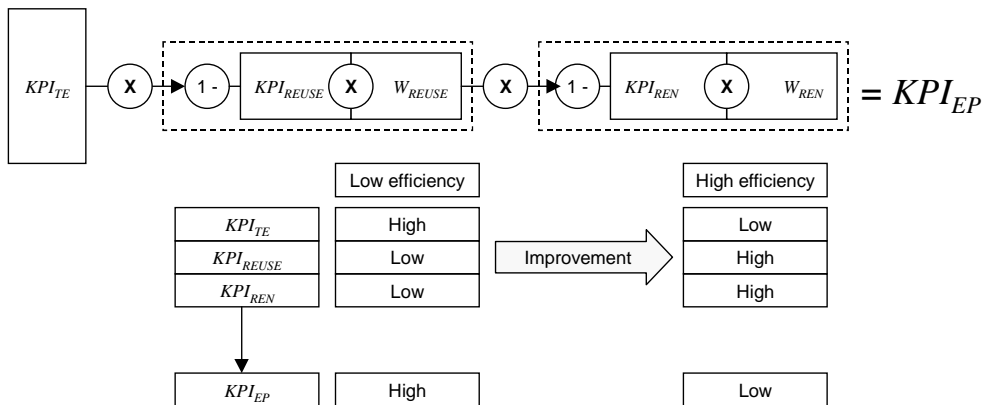 KPI_TE X 1 - KPI_REUSE X W_REUSE X 1 - KPI_REN X W_REN = KPI_EP
Low efficiency High efficiency
KPI_TE High Low
KPI_REUSE Low Improvement High
KPI_REN Low High
KPI_EP High Low